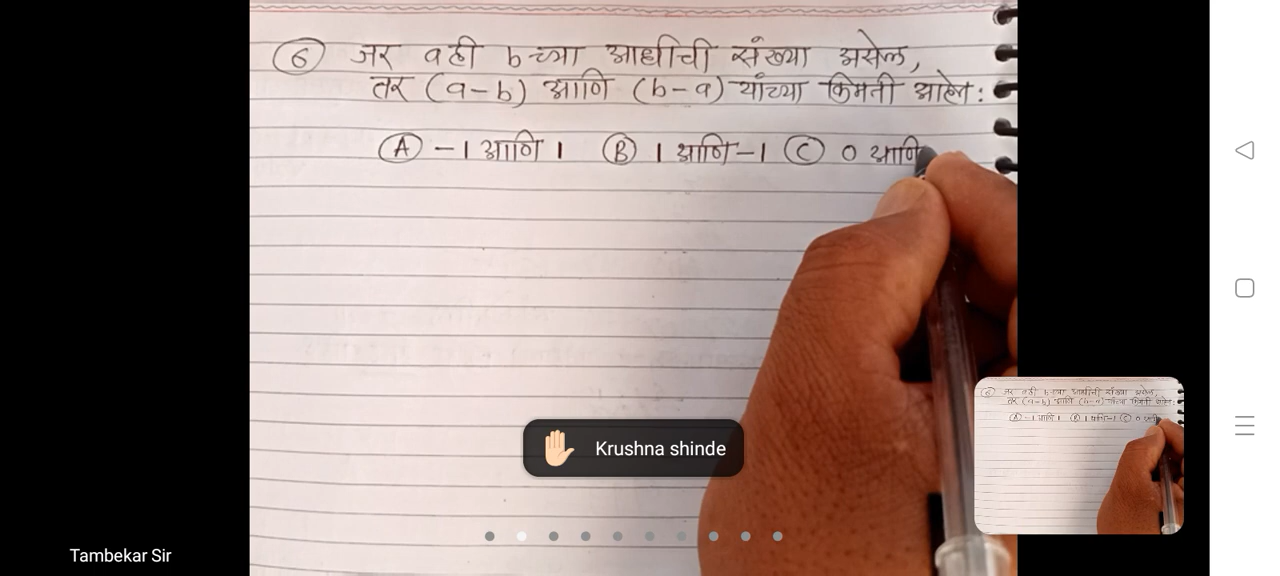 ⑥ जर a ही b च्या आधीची संख्या असेल,
तर (a-b) आणि (b-a) यांच्या किमती आहेत:
Ⓐ -1 आणि 1 Ⓑ 1 आणि -1 Ⓒ 0 आणि
Krushna shinde
Tambekar Sir